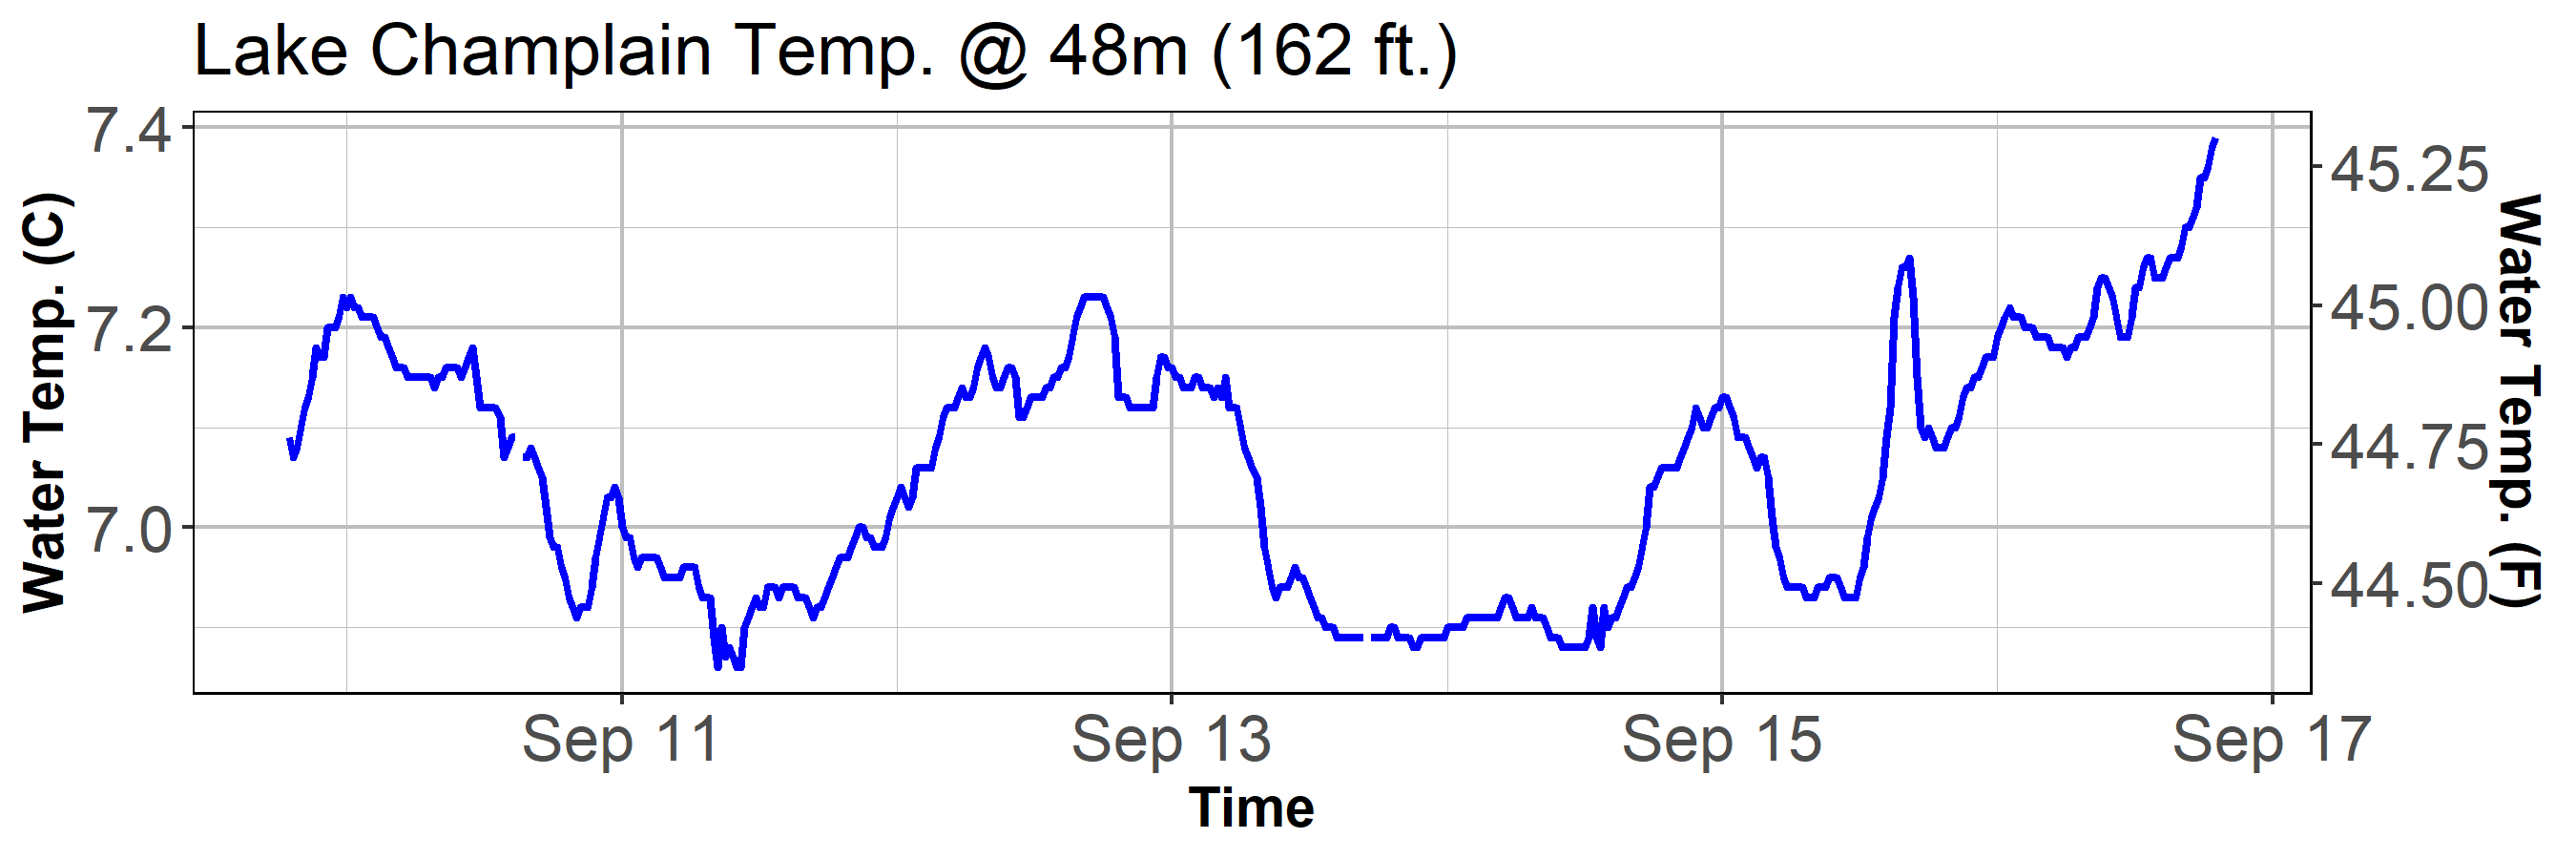 Lake Champlain Temp. @ 48m (162 ft.)
Water Temp. (C)
7.4
7.2
7.0
45.25
45.00
44.75
44.50
Water Temp. (F)
Sep 11
Sep 13
Sep 15
Sep 17
Time